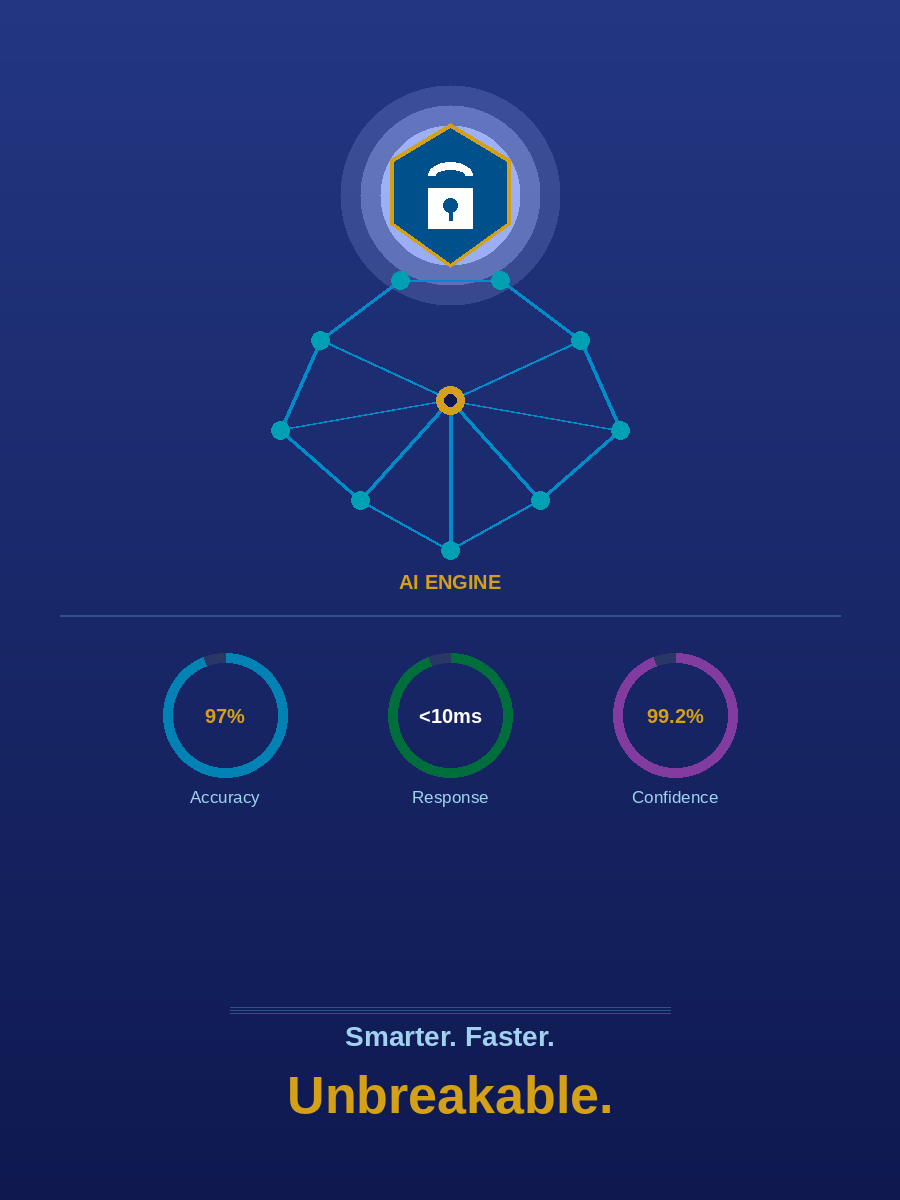 AI ENGINE
97%
<10ms
99.2%
Accuracy
Response
Confidence
Smarter. Faster.
Unbreakable.